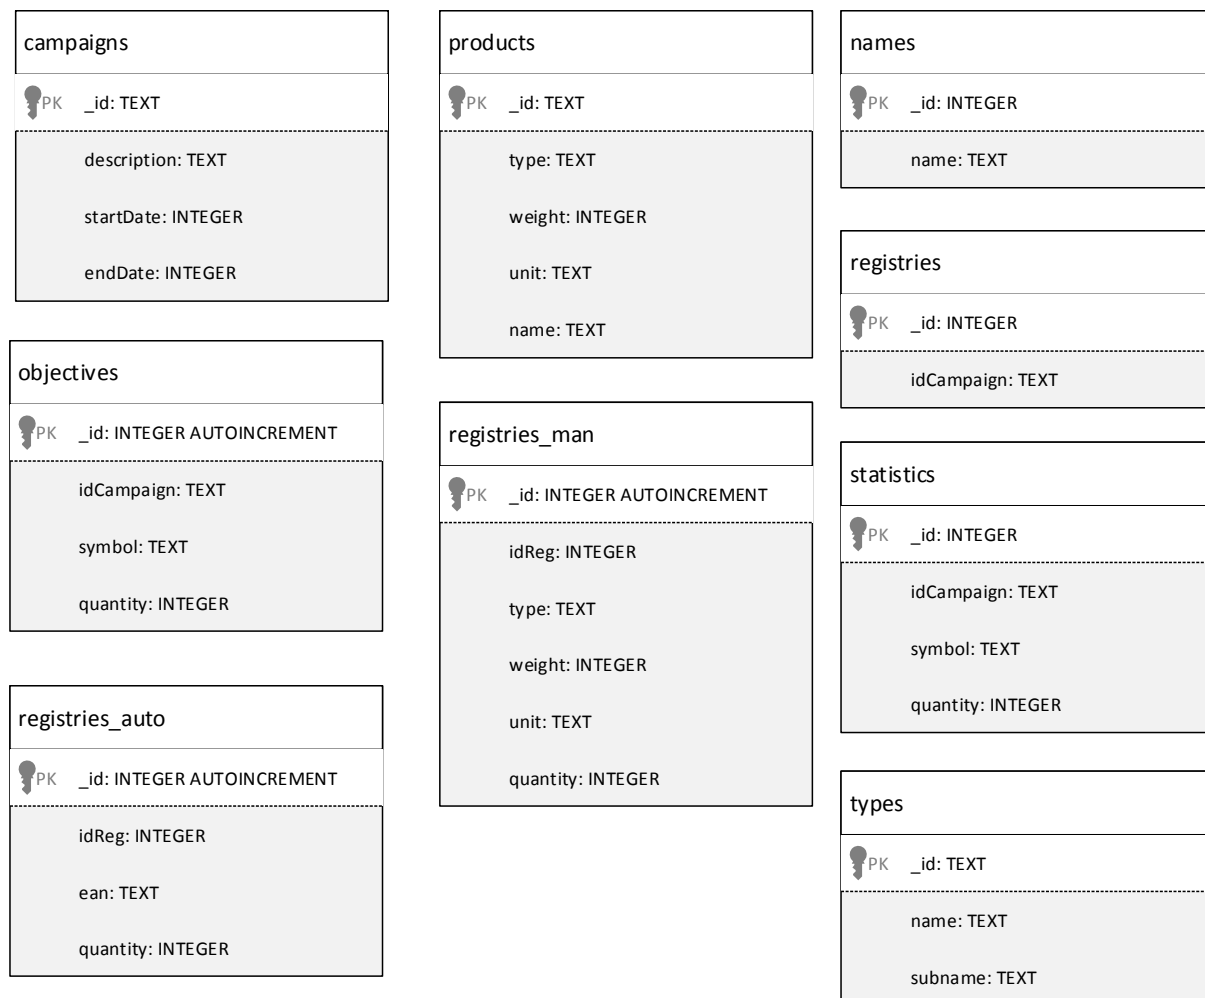 campaigns
PK _id: TEXT
description: TEXT
startDate: INTEGER
endDate: INTEGER
objectives
PK _id: INTEGER AUTOINCREMENT
idCampaign: TEXT
symbol: TEXT
quantity: INTEGER
registries_auto
PK _id: INTEGER AUTOINCREMENT
idReg: INTEGER
ean: TEXT
quantity: INTEGER
products
PK _id: TEXT
type: TEXT
weight: INTEGER
unit: TEXT
name: TEXT
registries_man
PK _id: INTEGER AUTOINCREMENT
idReg: INTEGER
type: TEXT
weight: INTEGER
unit: TEXT
quantity: INTEGER
names
PK _id: INTEGER
name: TEXT
registries
PK _id: INTEGER
idCampaign: TEXT
statistics
PK _id: INTEGER
idCampaign: TEXT
symbol: TEXT
quantity: INTEGER
types
PK _id: TEXT
name: TEXT
subname: TEXT